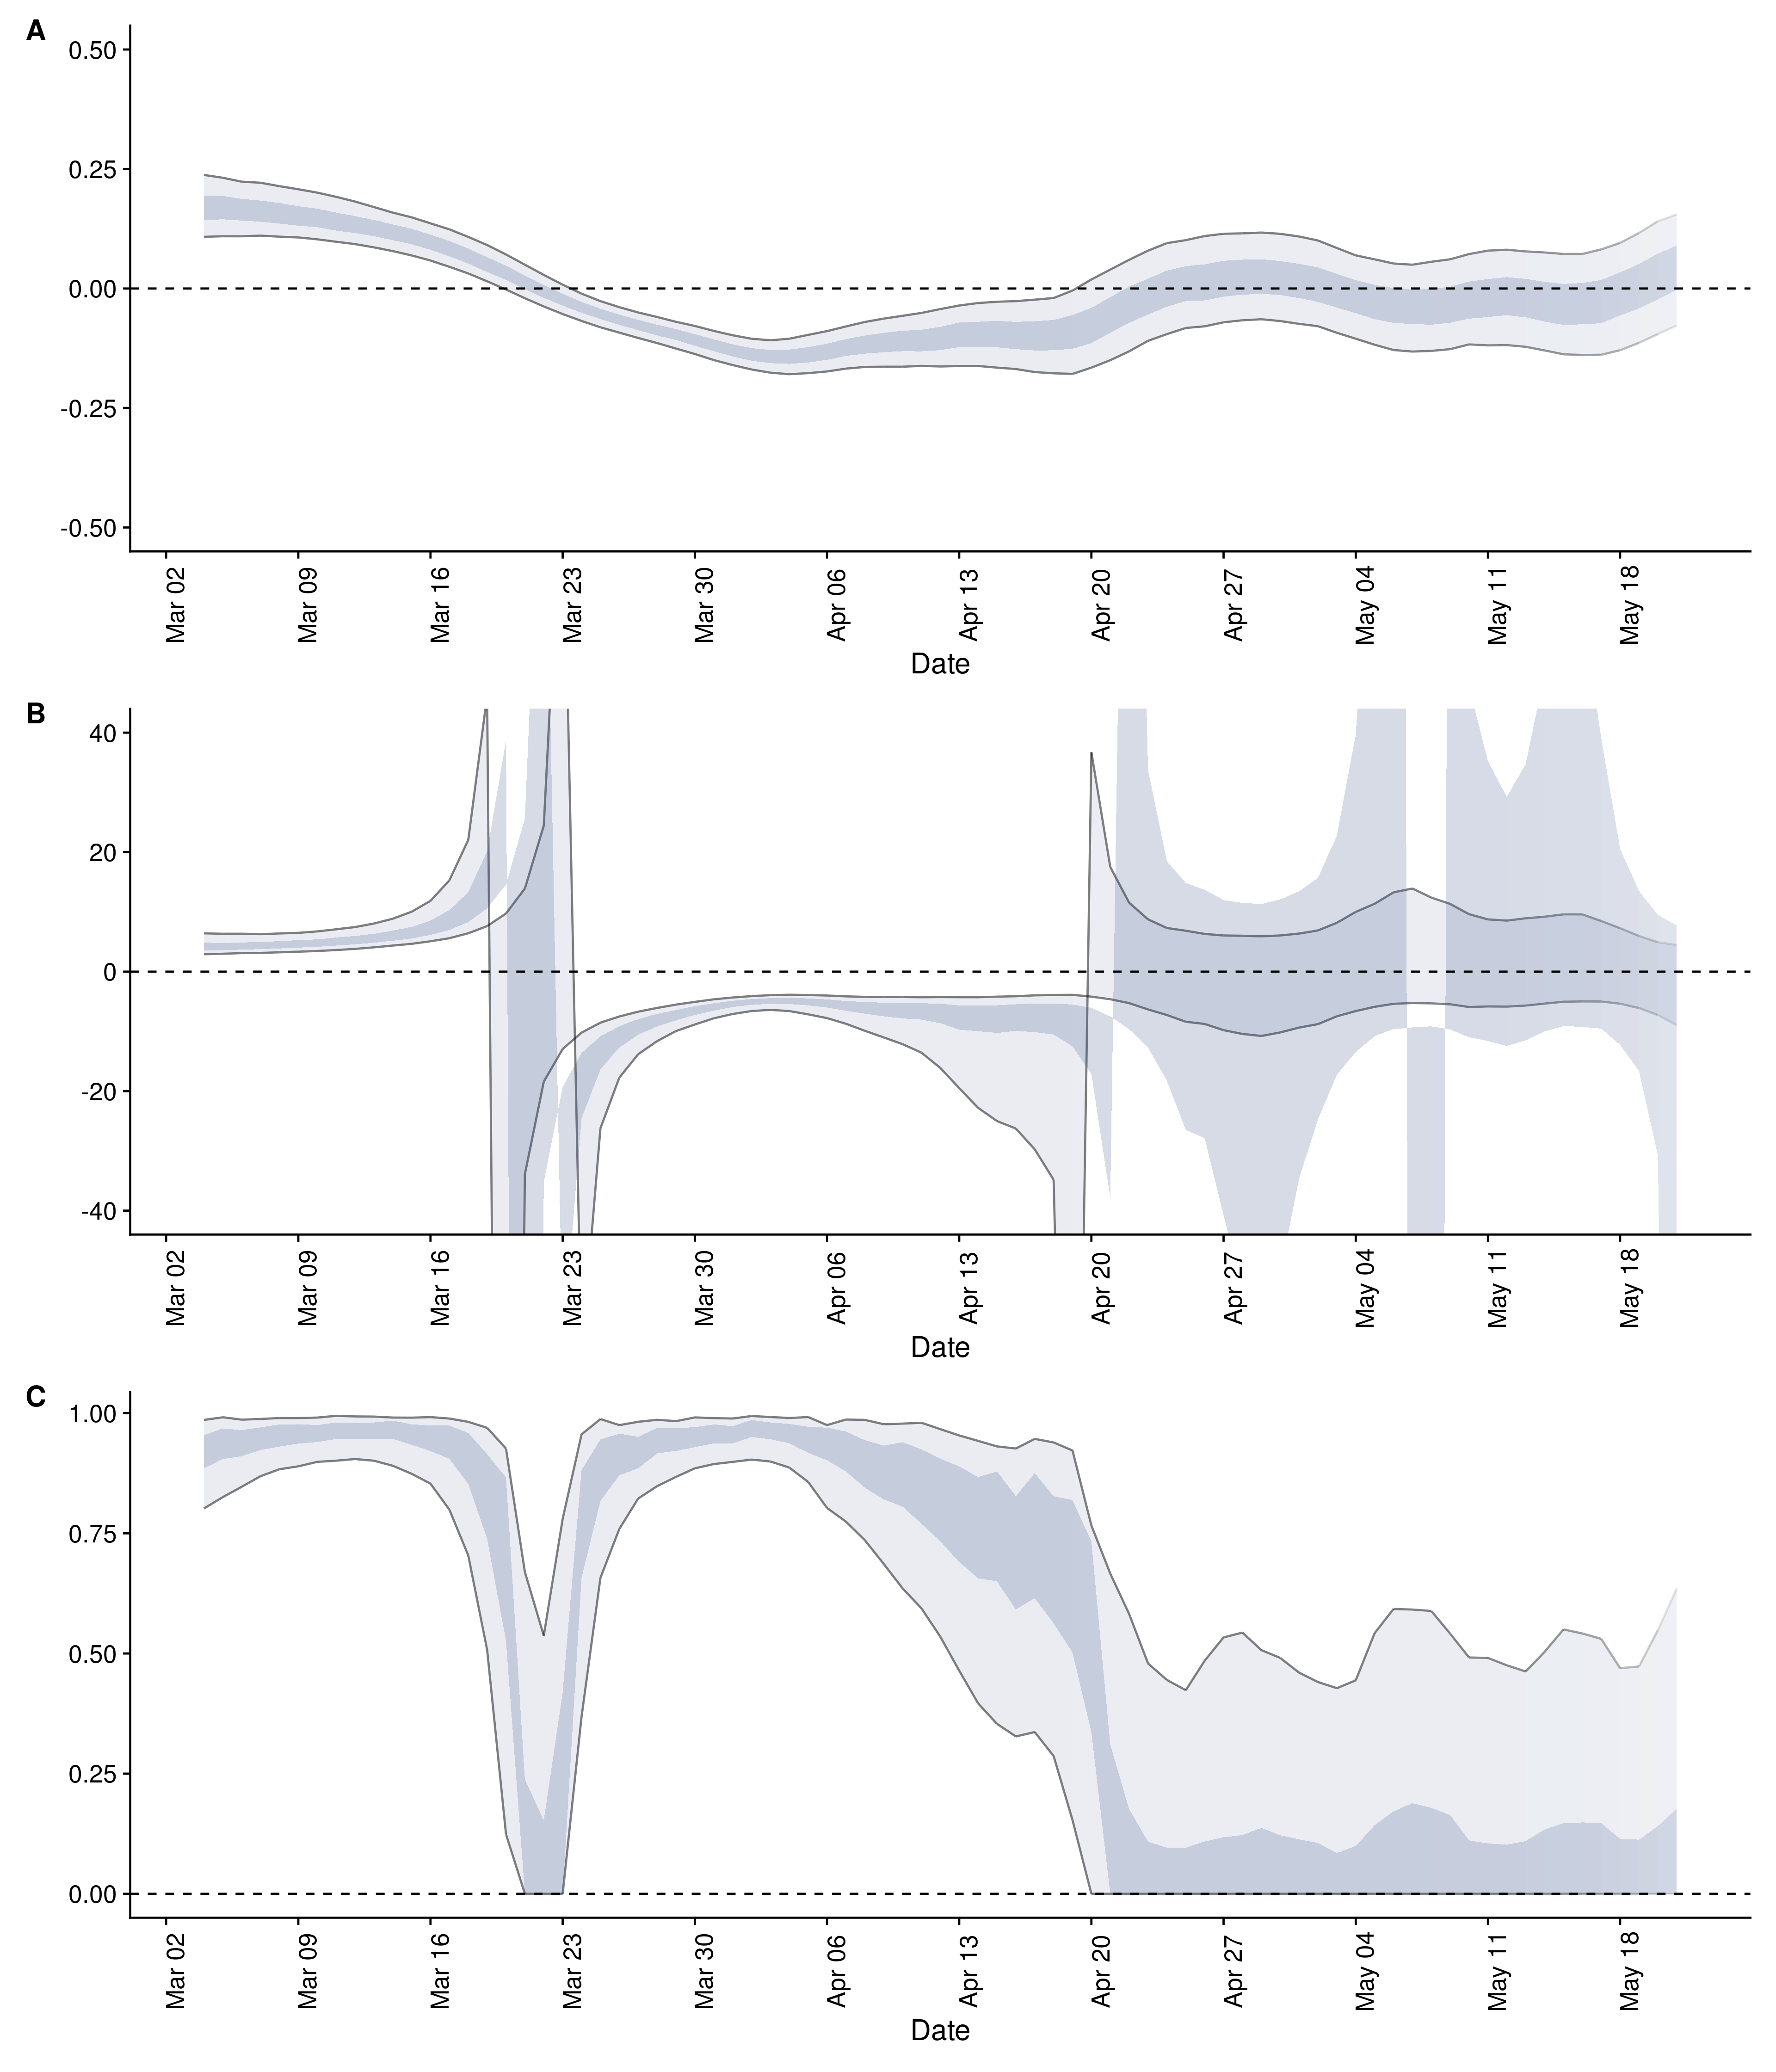 A
0.50
0.25
0.00
-0.25
-0.50
Mar 02
Mar 09
Mar 16
Mar 23
Mar 30
Apr 06
Apr 13
Apr 20
Apr 27
May 04
May 11
May 18
Date
B
40
20
0
-20
-40
Mar 02
Mar 09
Mar 16
Mar 23
Mar 30
Apr 06
Apr 13
Apr 20
Apr 27
May 04
May 11
May 18
Date
C
1.00
0.75
0.50
0.25
0.00
Mar 02
Mar 09
Mar 16
Mar 23
Mar 30
Apr 06
Apr 13
Apr 20
Apr 27
May 04
May 11
May 18
Date